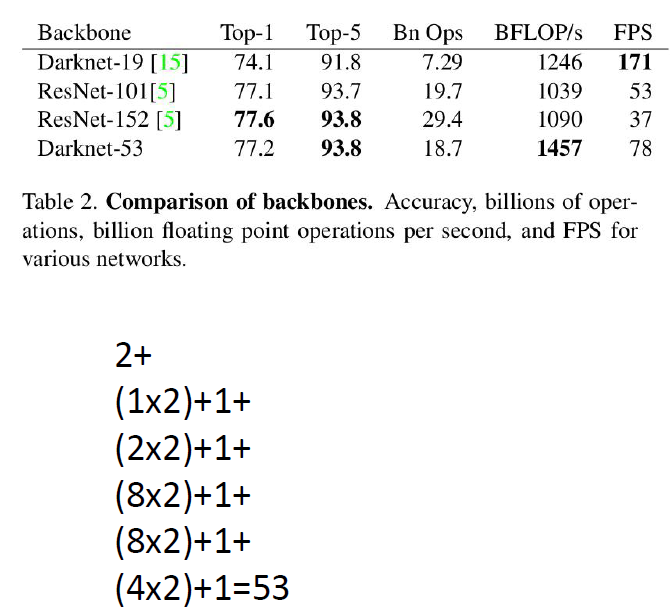 Backbone Top-1 Top-5 Bn Ops BFLOP/s FPS
Darknet-19 [15] 74.1 91.8 7.29 1246 171
ResNet-101[5] 77.1 93.7 19.7 1039 53
ResNet-152 [5] 77.6 93.8 29.4 1090 37
Darknet-53 77.2 93.8 18.7 1457 78
Table 2. Comparison of backbones. Accuracy, billions of oper-
ations, billion floating point operations per second, and FPS for
various networks.
2+
(1x2)+1+
(2x2)+1+
(8x2)+1+
(8x2)+1+
(4x2)+1=53